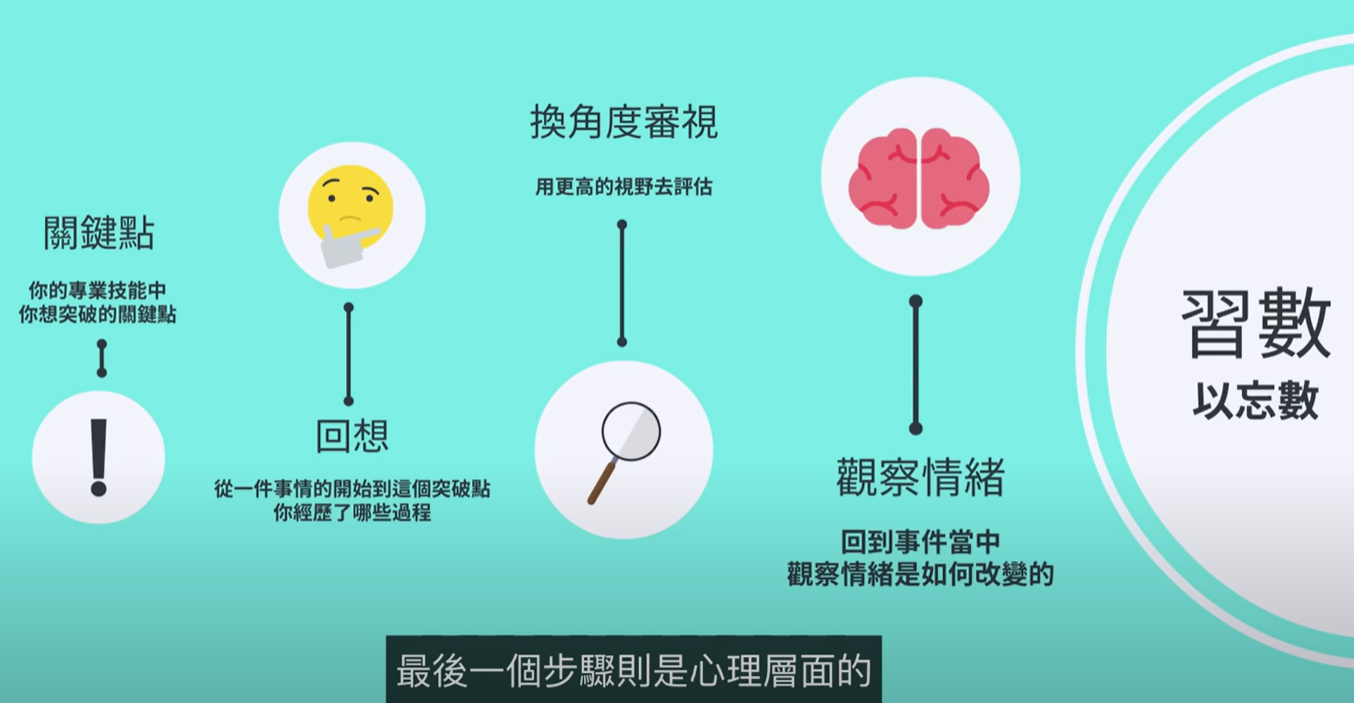 關鍵點
你的專業技能中
你想突破的關鍵點
回想
從一件事情的開始到這個突破點
你經歷了哪些過程
換角度審視
用更高的視野去評估
觀察情緒
回到事件當中
觀察情緒是如何改變的
習數
以忘數
最後一個步驟則是心理層面的